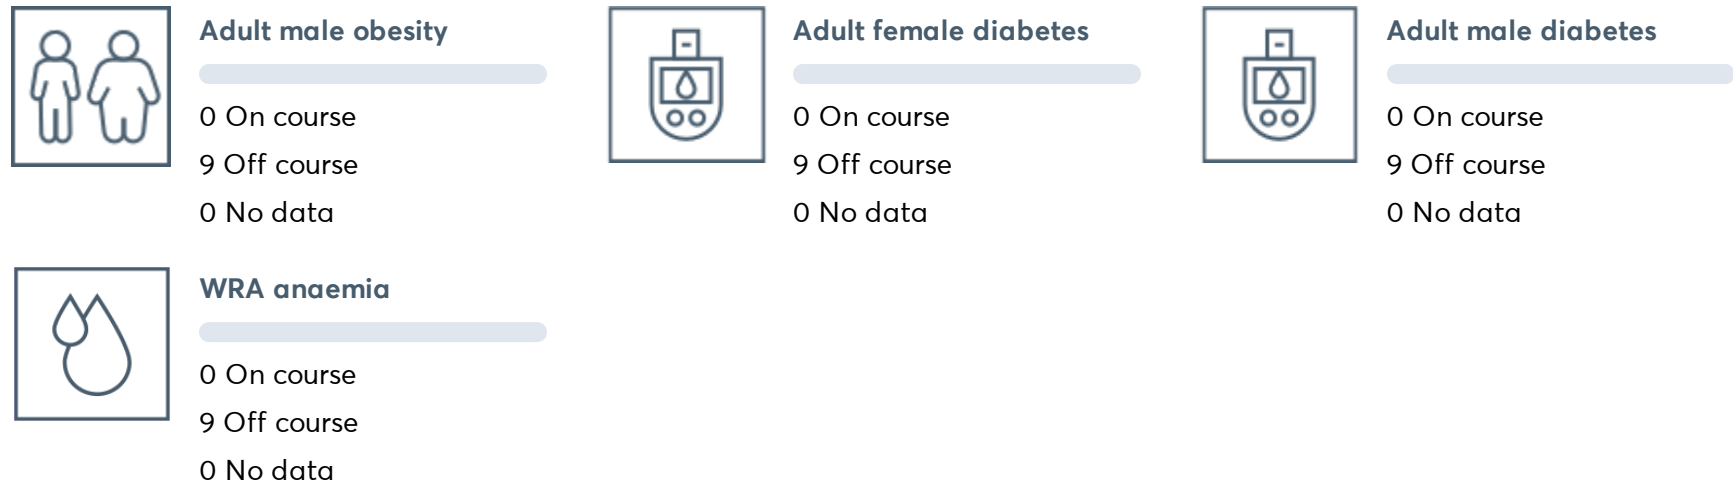 Adult male obesity
0 On course
9 Off course
0 No data
Adult female diabetes
0 On course
9 Off course
0 No data
Adult male diabetes
0 On course
9 Off course
0 No data
WRA anaemia
0 On course
9 Off course
0 No data